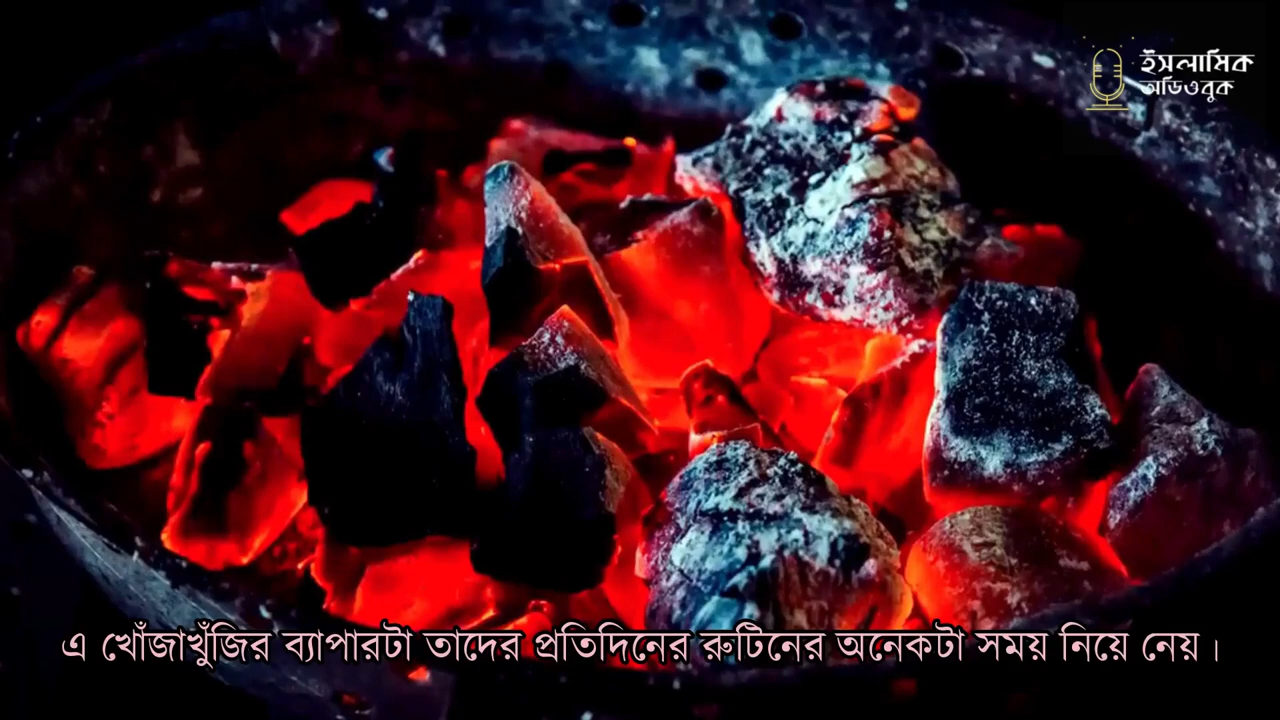 ইসলামিক
অডিওবুক
এ খোঁজাখুঁজির ব্যাপারটা তাদের প্রতিদিনের রুটিনের অনেকটা সময় নিয়ে নেয়।